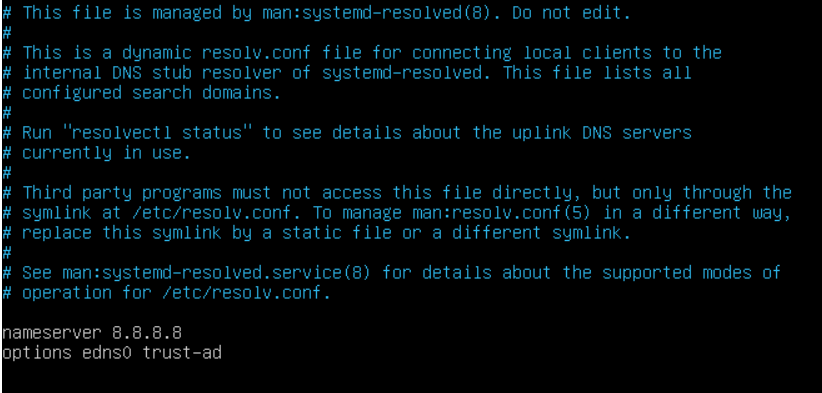 # This file is managed by man:systemd-resolved(8). Do not edit.
#
# This is a dynamic resolv.conf file for connecting local clients to the
# internal DNS stub resolver of systemd-resolved. This file lists all
# configured search domains.
#
# Run "resolvectl status" to see details about the uplink DNS servers
# currently in use.
#
# Third party programs must not access this file directly, but only through the
# symlink at /etc/resolv.conf. To manage man:resolv.conf(5) in a different way,
# replace this symlink by a static file or a different symlink.
#
# See man:systemd-resolved.service(8) for details about the supported modes of
# operation for /etc/resolv.conf.
nameserver 8.8.8.8
options edns0 trust-ad